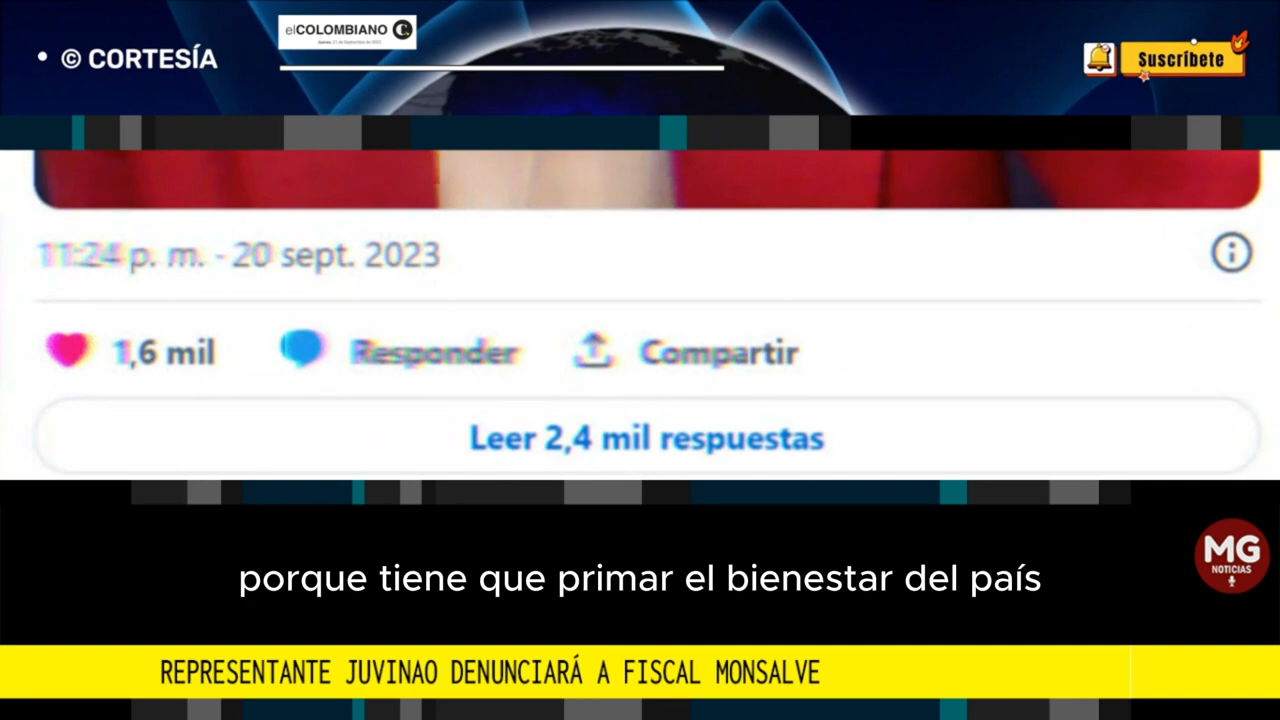 elCOLOMBIANO
© CORTESÍA
Suscríbete
11:24 p. m. · 20 sept. 2023
1,6 mil Responder Compartir
Leer 2,4 mil respuestas
MG
NOTICIAS
porque tiene que primar el bienestar del país
REPRESENTANTE JUVINAO DENUNCIARÁ A FISCAL MONSALVE